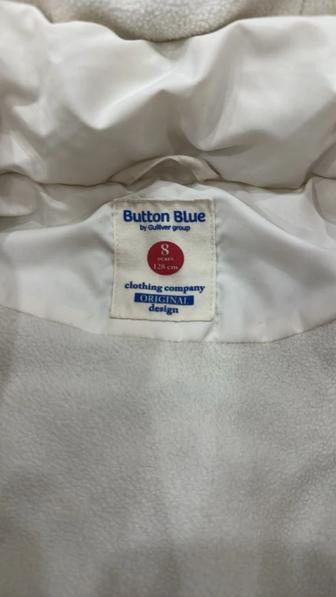 Button Blue
by Gulliver group
8
years
128 cm
clothing company
ORIGINAL
design